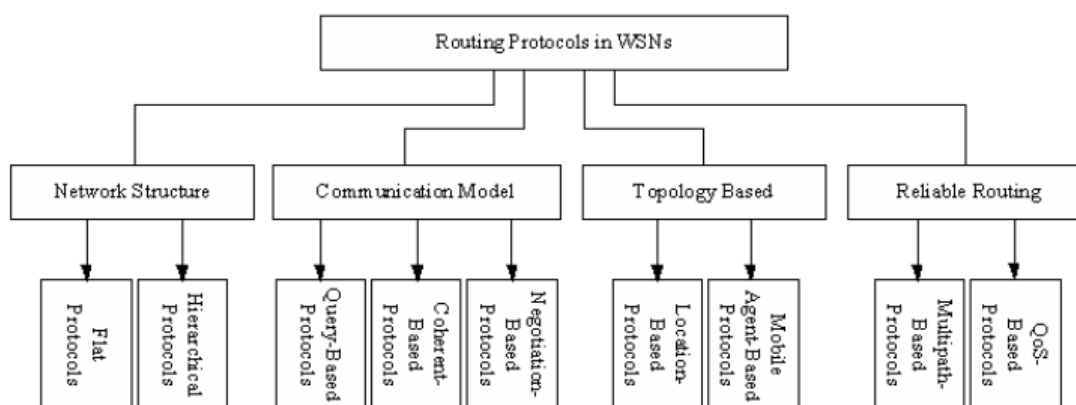 Routing Protocols in WSNs
Network Structure
Communication Model
Topology Based
Reliable Routing
Flat
Protocols
Hierarchical
Protocols
Query-Based
Protocols
Coherent-
Based
Protocols
Negotiation-
Based
Protocols
Location-
Based
Protocols
Mobile
Agent-Based
Protocols
Multipath-
Based
Protocols
QoS-
Based
Protocols